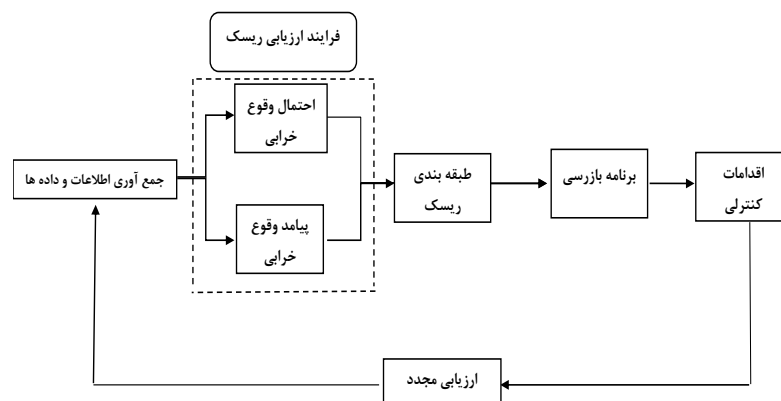 فرایند ارزیابی ریسک
جمع آوری اطلاعات و داده ها
احتمال وقوع
خرابی
پیامد وقوع
خرابی
طبقه بندی
ریسک
برنامه بازرسی
اقدامات
کنترلی
ارزیابی مجدد